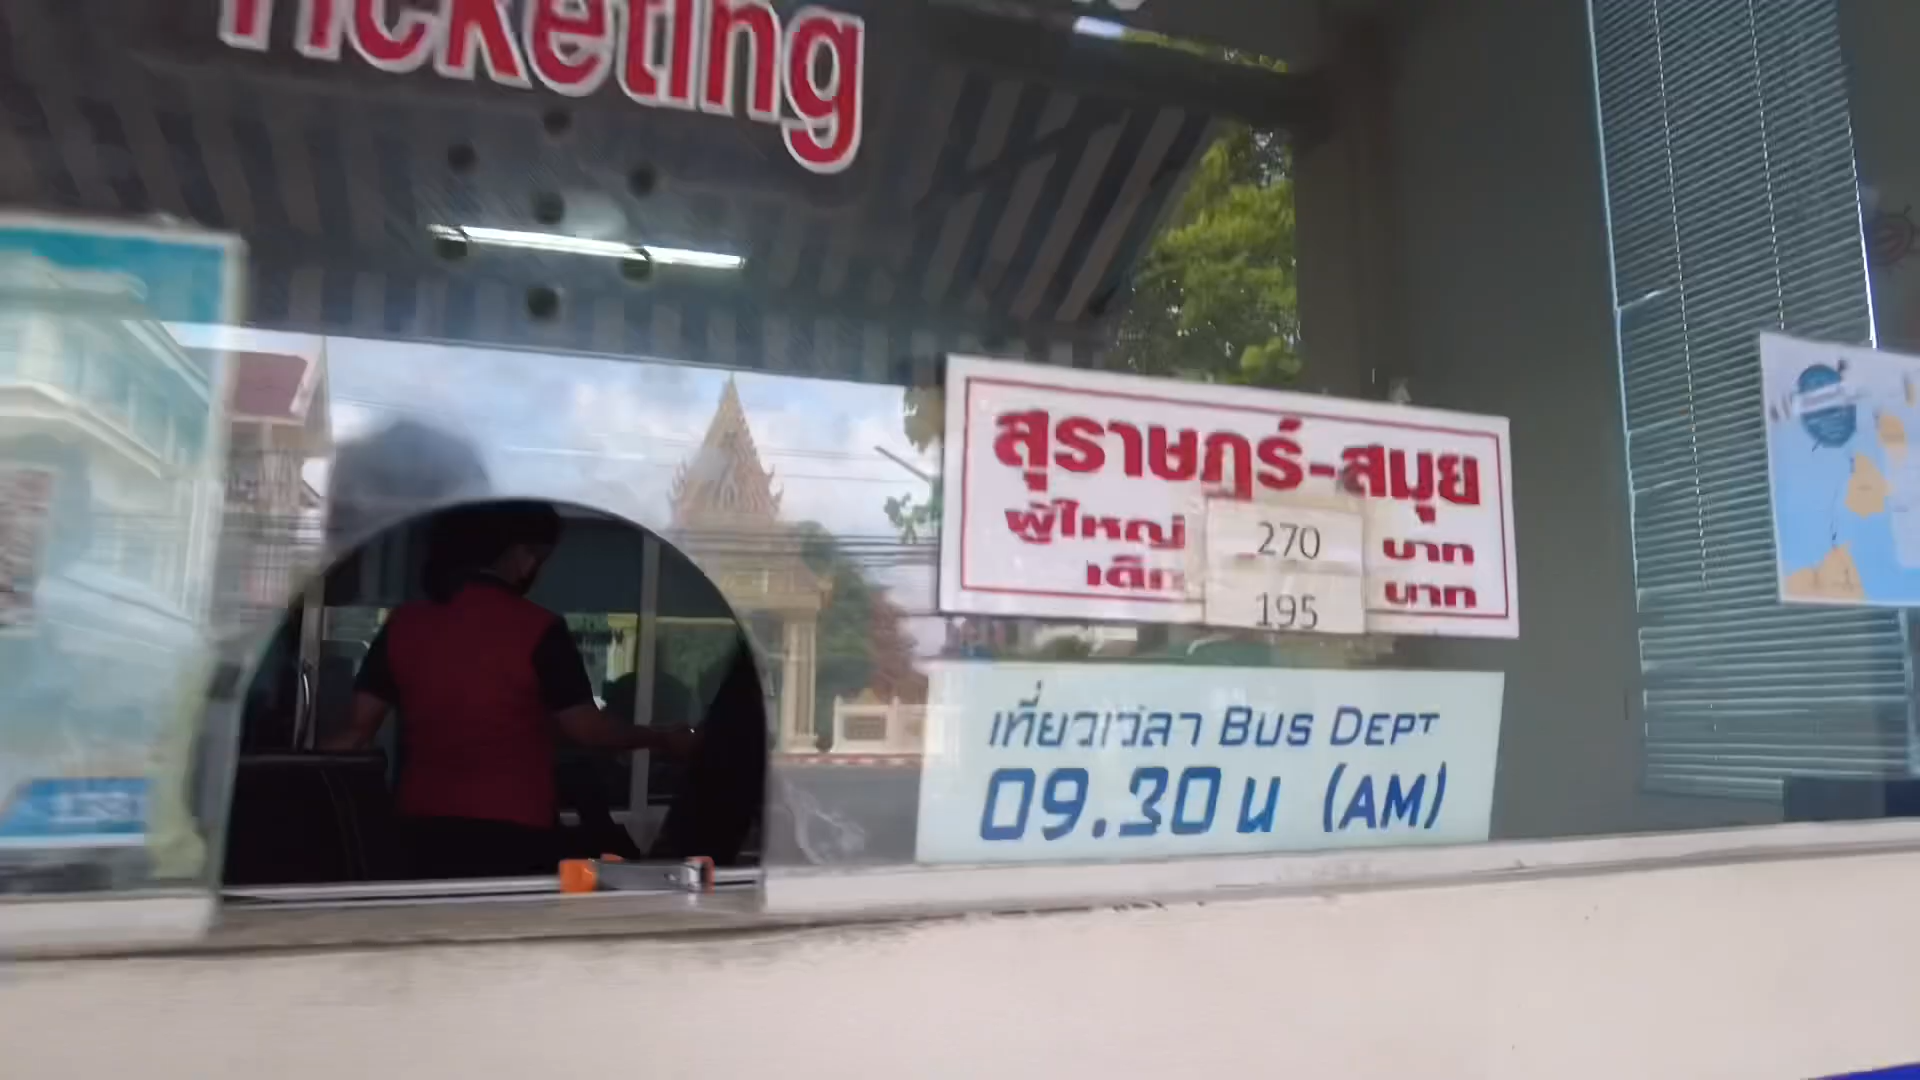 Ticketing
สุราษฎร์-สมุย
ผู้ใหญ่ 270 บาท
เด็ก 195 บาท
เที่ยวเวลา BUS DEPT
09.30 น (AM)